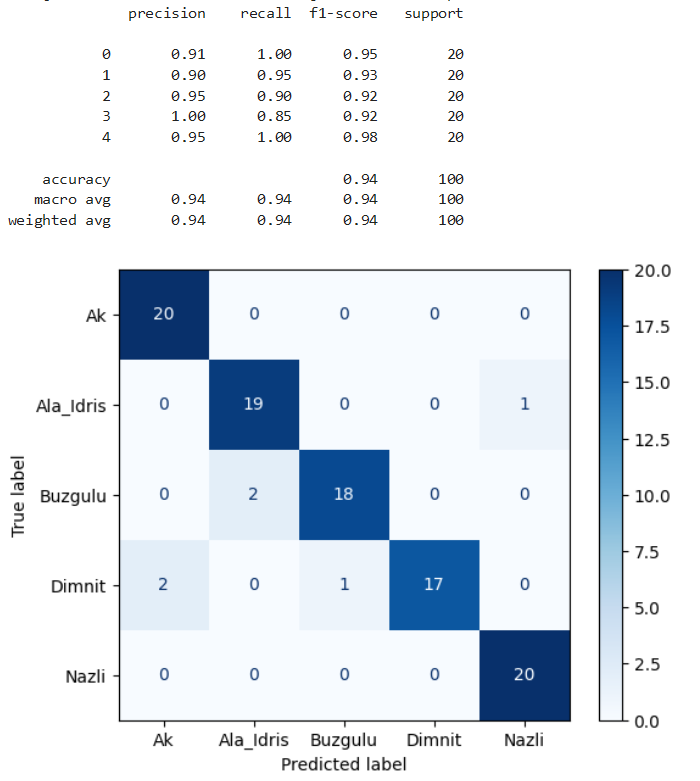 precision recall f1-score support
0 0.91 1.00 0.95 20
1 0.90 0.95 0.93 20
2 0.95 0.90 0.92 20
3 1.00 0.85 0.92 20
4 0.95 1.00 0.98 20
accuracy 0.94 100
macro avg 0.94 0.94 0.94 100
weighted avg 0.94 0.94 0.94 100
20.0
Ak 20 0 0 0 0
17.5
15.0
Ala_Idris 0 19 0 0 1
12.5
True label
Buzgulu 0 2 18 0 0
10.0
7.5
Dimnit 2 0 1 17 0
5.0
Nazli 0 0 0 0 20
2.5
0.0
Ak Ala_Idris Buzgulu Dimnit Nazli
Predicted label